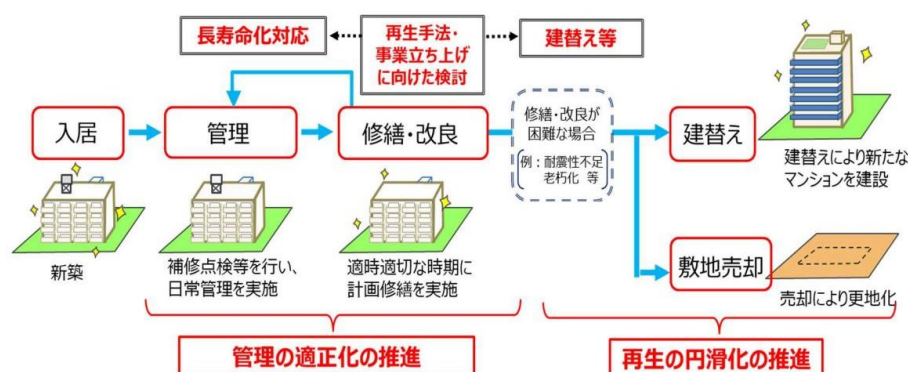 長寿命化対応
再生手法・
事業立ち上げ
に向けた検討
建替え等
入居
管理
修繕・改良
修繕・改良が
困難な場合
例：耐震性不足
老朽化 等
建替え
建替えにより新たな
マンションを建設
新築
補修点検等を行い、
日常管理を実施
適時適切な時期に
計画修繕を実施
敷地売却
売却により更地化
管理の適正化の推進
再生の円滑化の推進